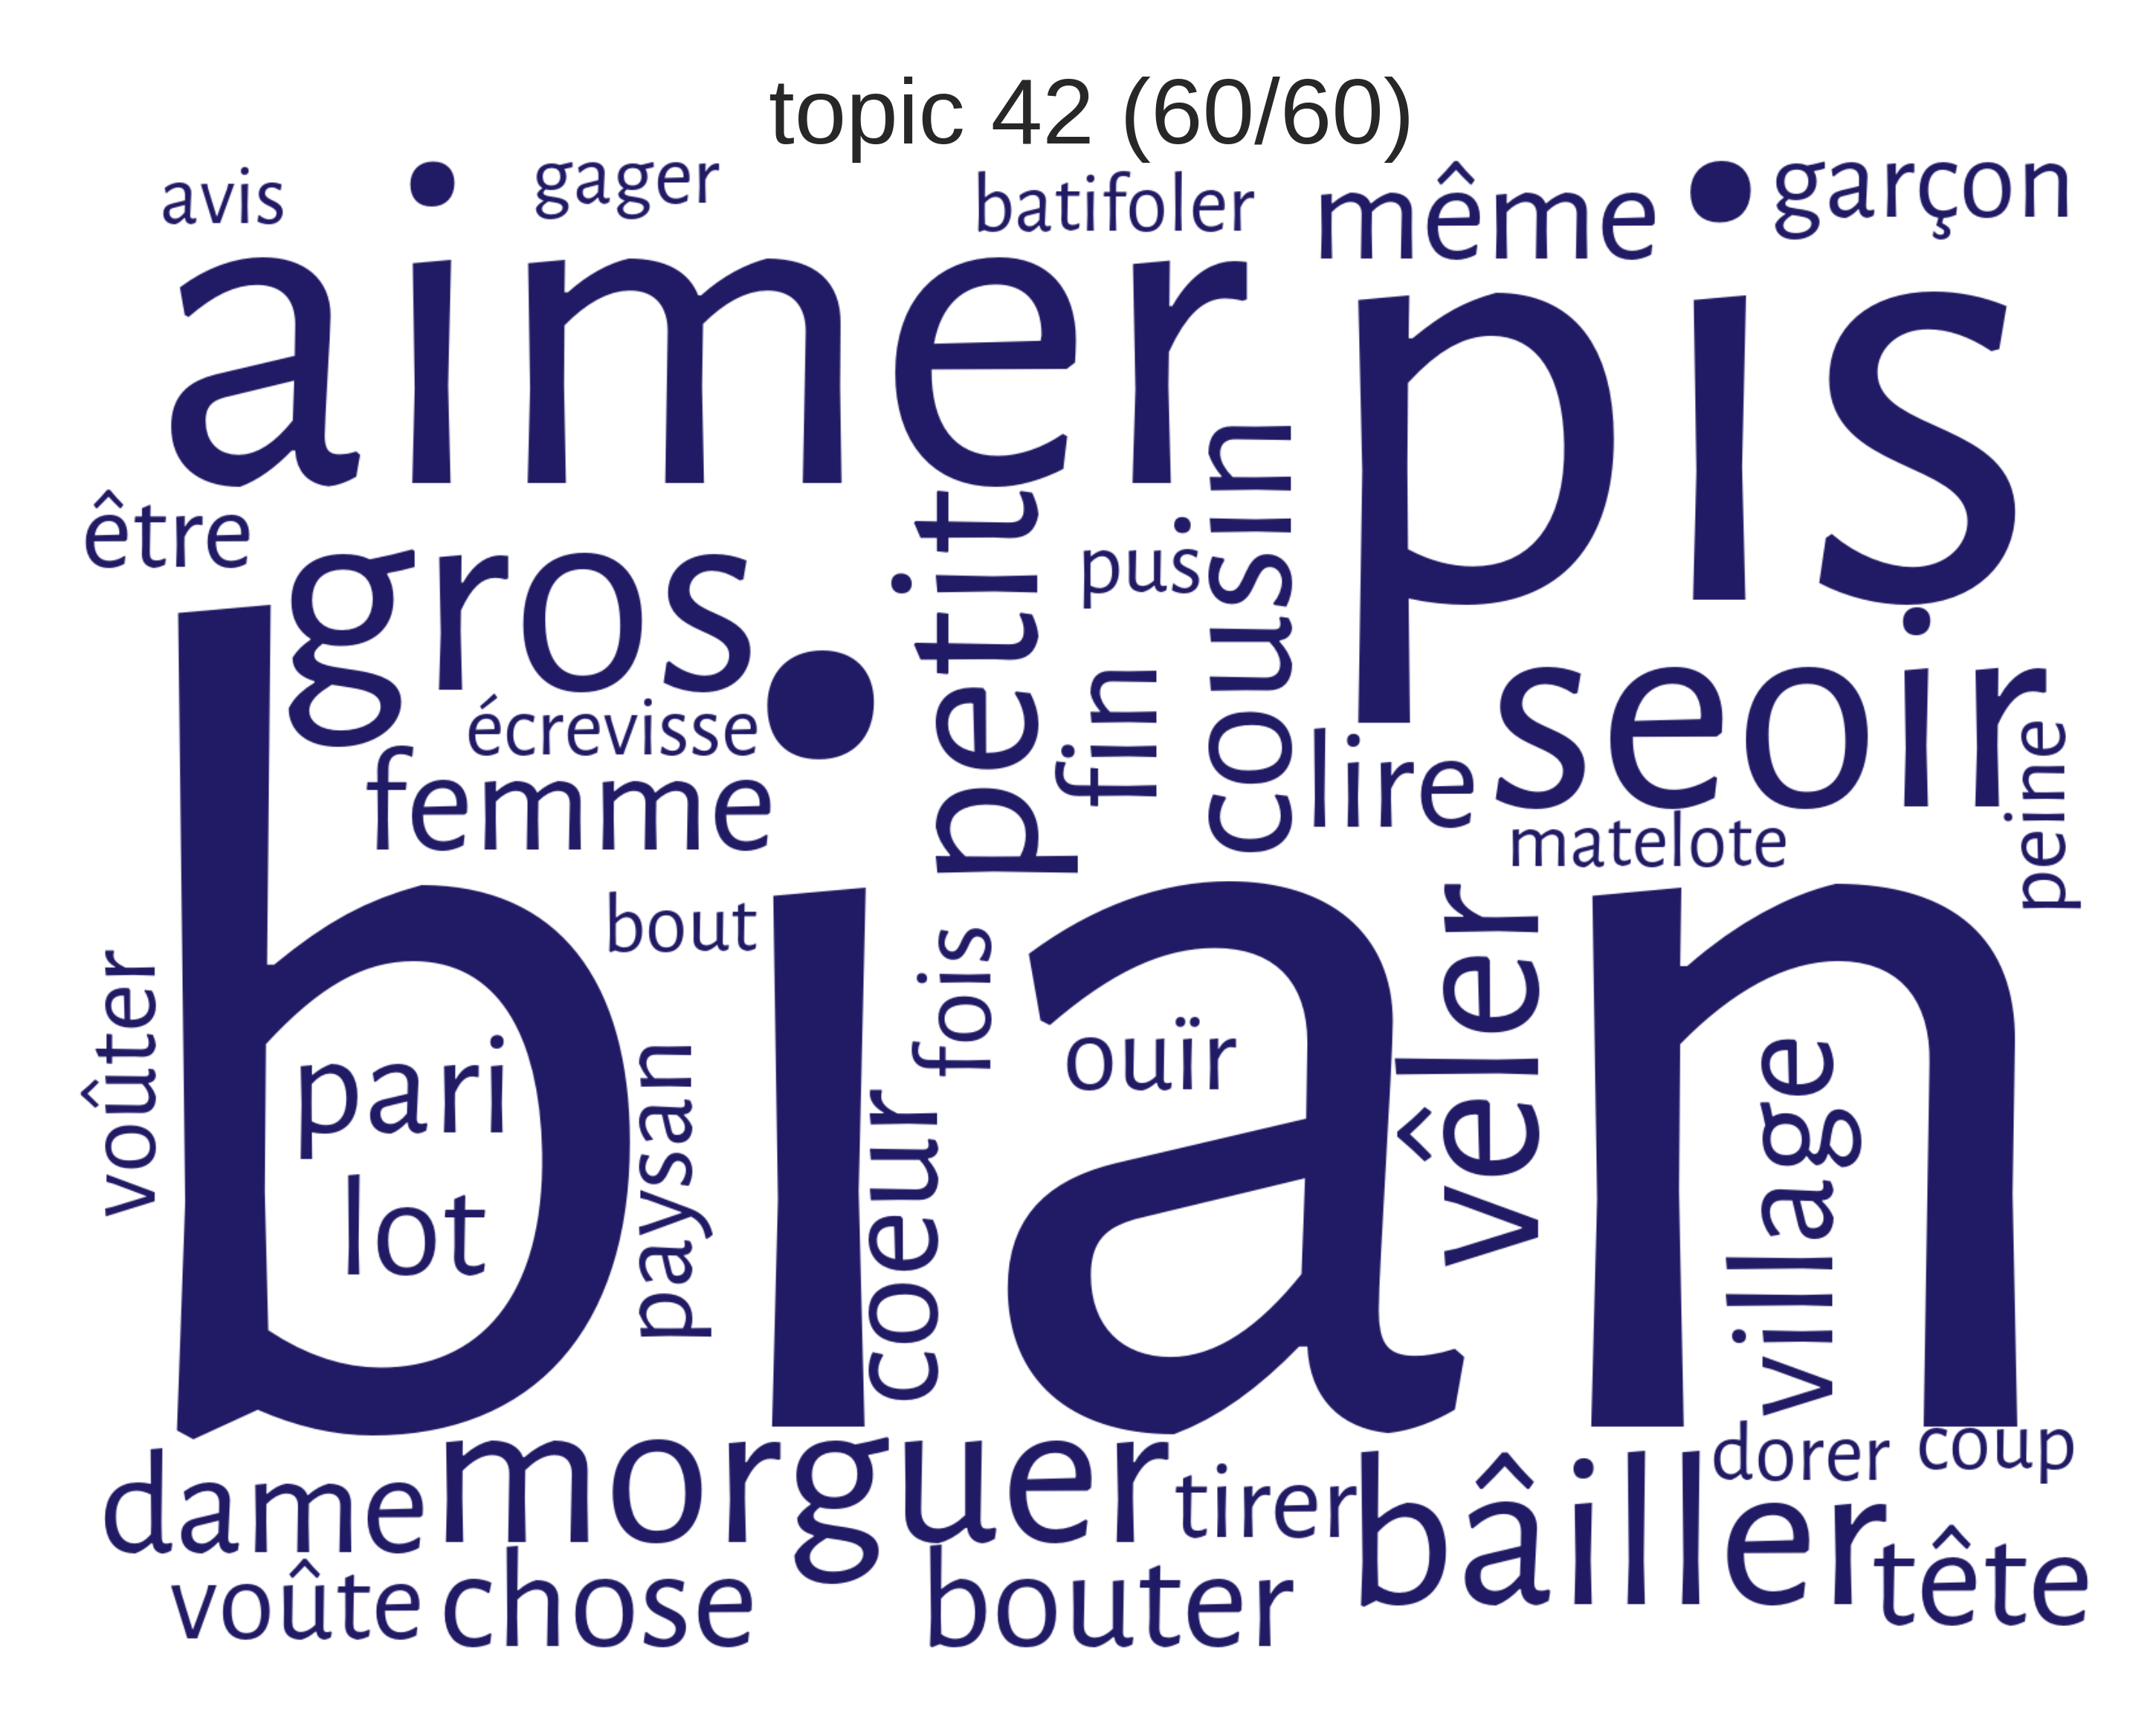 topic 42 (60/60)
avis
gager
batifoler
même
garçon
aimer
pis
être
gros
petit
pus
cousin
écrevisse
fin
seoir
femme
lire
peine
matelote
bian
bout
voûter
fois
vêler
pari
ouïr
paysan
village
lot
coeur
dame
morguer
tirer
bâiller
dorer
coup
voûte
chose
bouter
tête